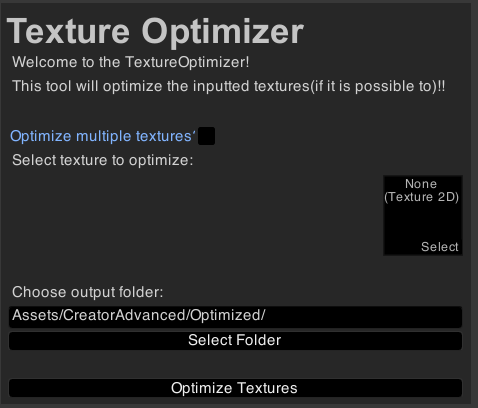 Texture Optimizer
Welcome to the TextureOptimizer!
This tool will optimize the inputted textures(if it is possible to)!!
Optimize multiple textures'
Select texture to optimize:
None
(Texture 2D)
Select
Choose output folder:
Assets/CreatorAdvanced/Optimized/
Select Folder
Optimize Textures